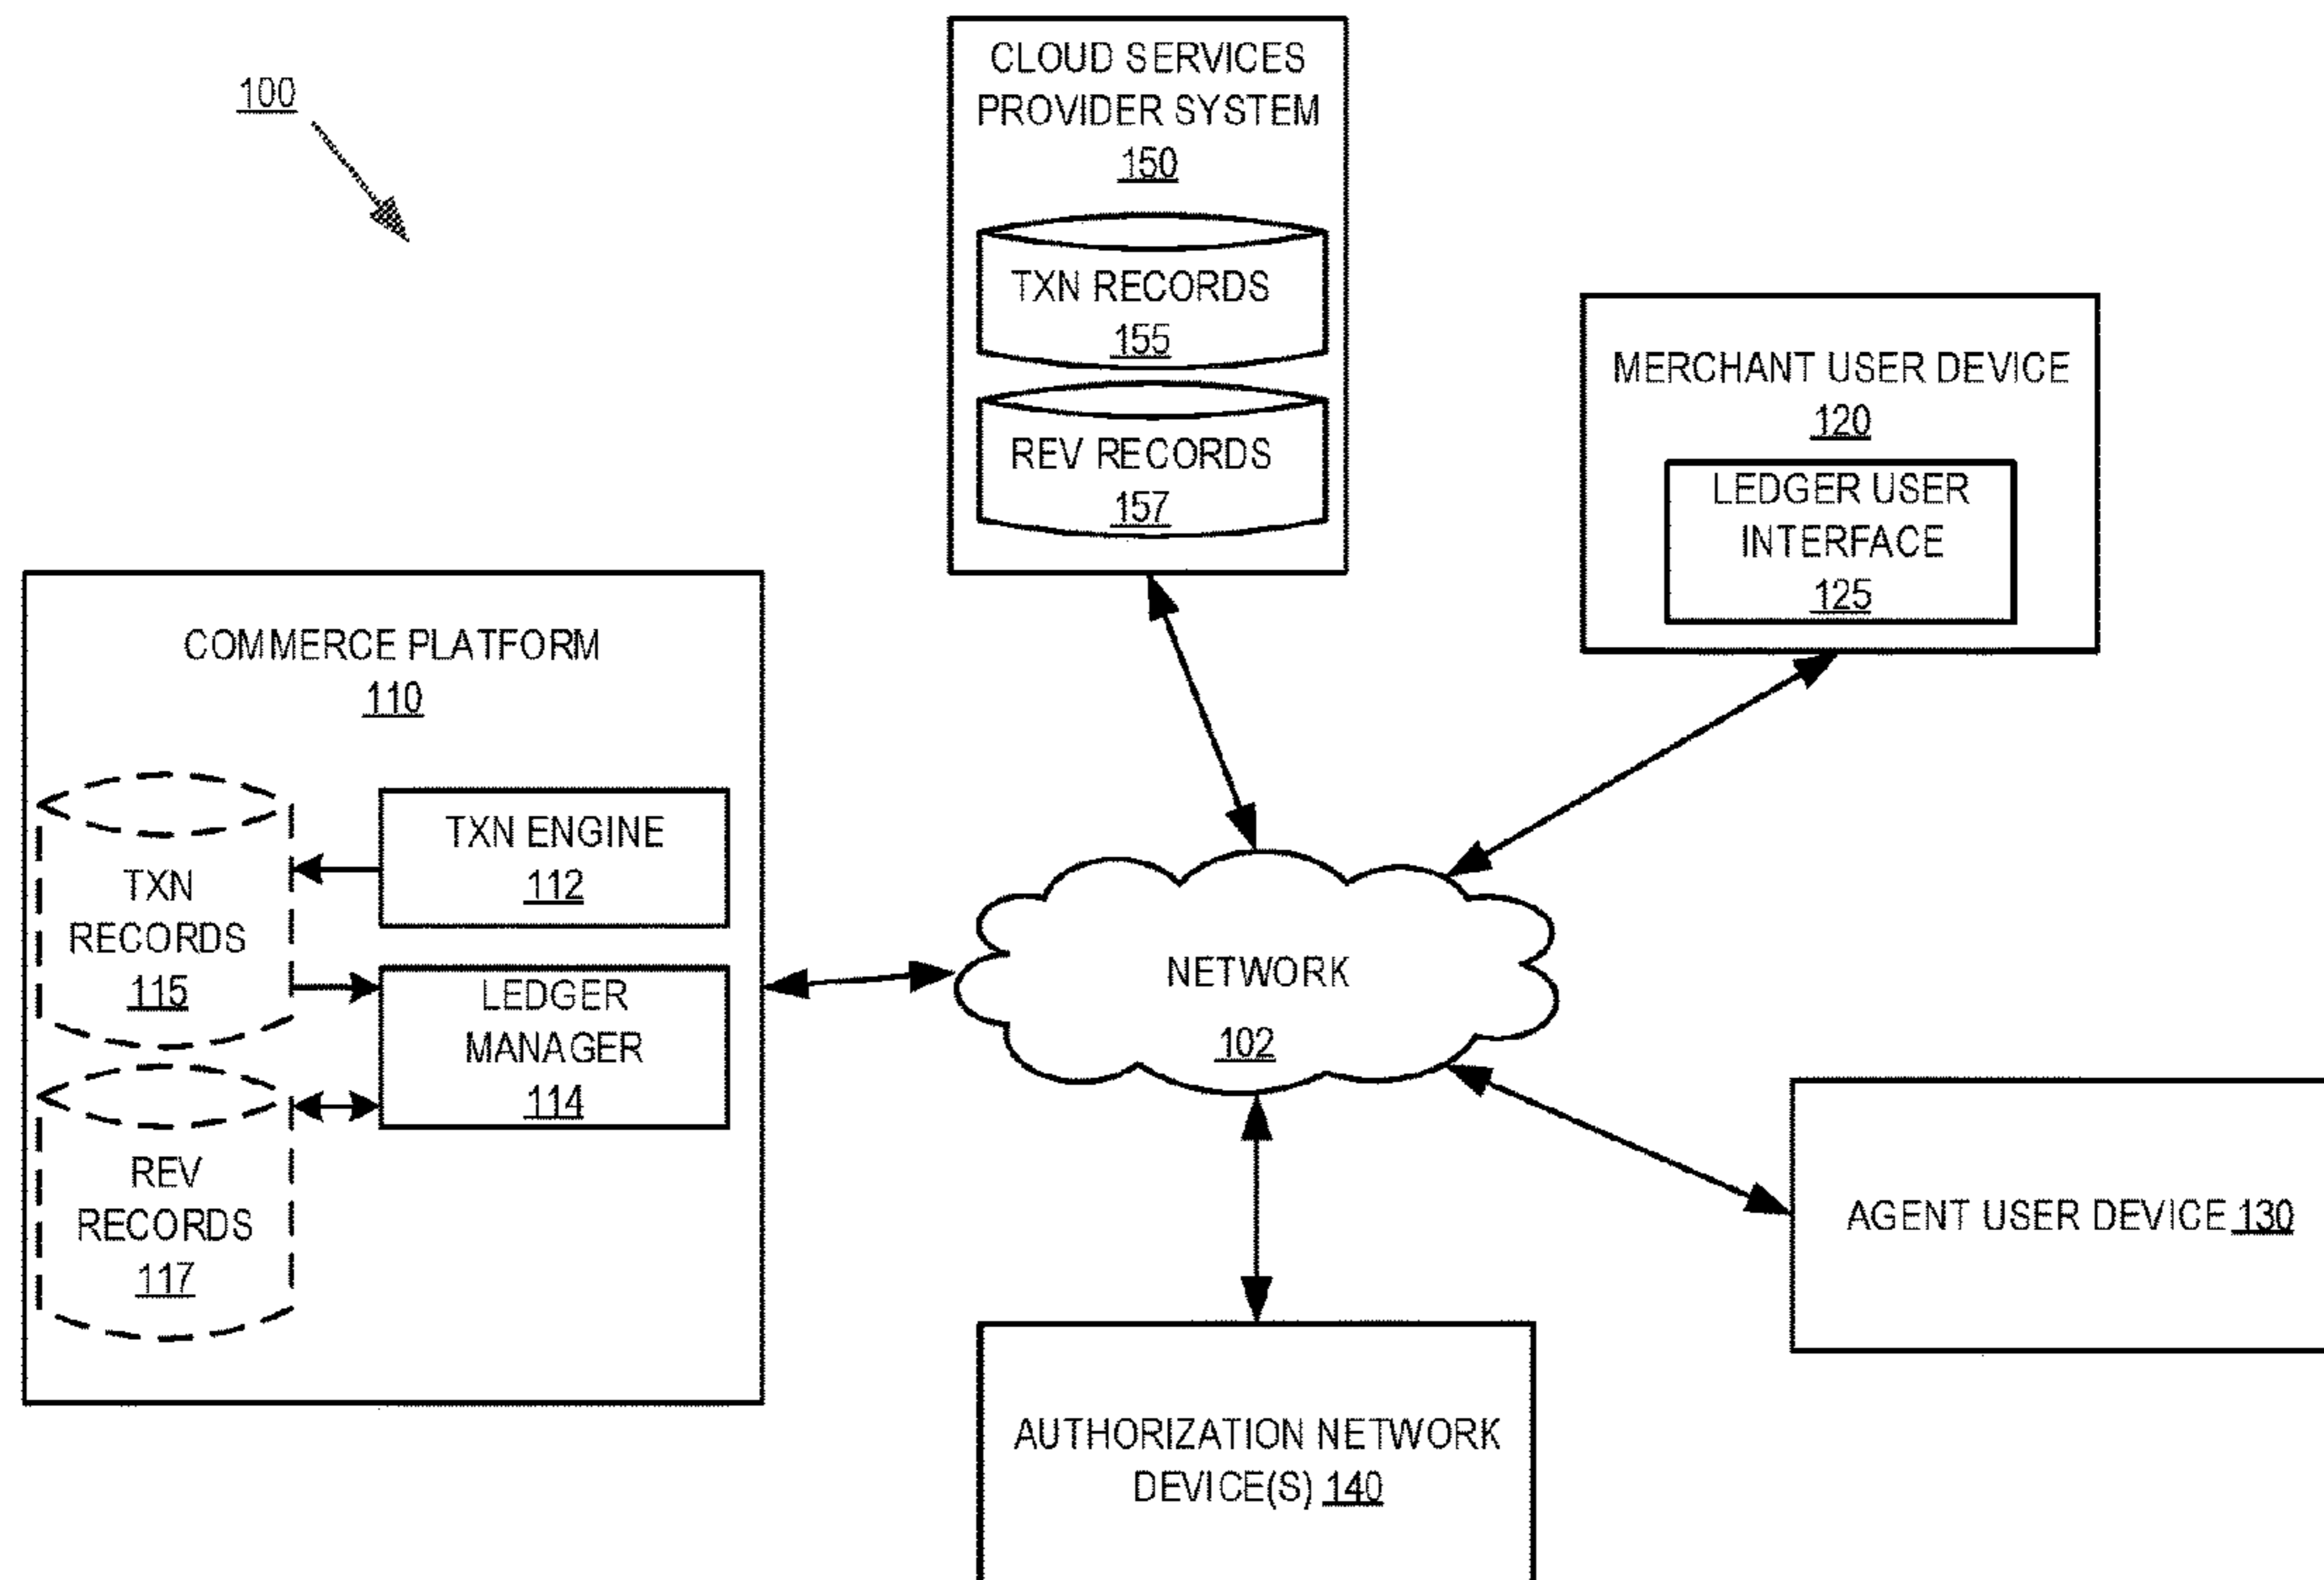 100
CLOUD SERVICES
PROVIDER SYSTEM
150
TXN RECORDS
155
REV RECORDS
157
MERCHANT USER DEVICE
120
LEDGER USER
INTERFACE
125
COMMERCE PLATFORM
110
TXN ENGINE
112
TXN
RECORDS
115
LEDGER
MANAGER
114
REV
RECORDS
117
NETWORK
102
AGENT USER DEVICE 130
AUTHORIZATION NETWORK
DEVICE(S) 140